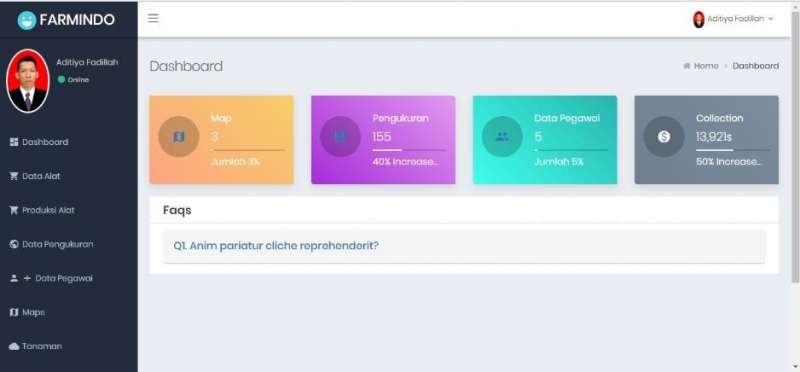 FARMINDO
Aditiya Fadillah
Aditiya Fadillah
Online
Dashboard
Home > Dashboard
Map
3
Jumlah 3%
Pengukuran
155
40% Increase...
Data Pegawai
5
Jumlah 5%
Collection
13,921s
50% Increase...
Dashboard
Data Alat
Produksi Alat
Data Pengukuran
+ Data Pegawai
Maps
Tanaman
Faqs
Q1. Anim pariatur cliche reprehenderit?